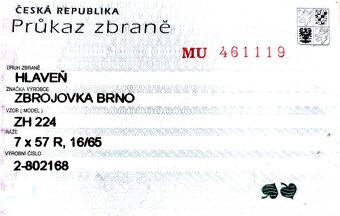 ČESKÁ REPUBLIKA
Průkaz zbraně
MU 461119
DRUH ZBRANĚ
HLAVEŇ
ZNAČKA VÝROBCE
ZBROJOVKA BRNO
VZOR (MODEL)
ZH 224
RÁŽE
7 x 57 R, 16/65
VÝROBNÍ ČÍSLO
2-802168